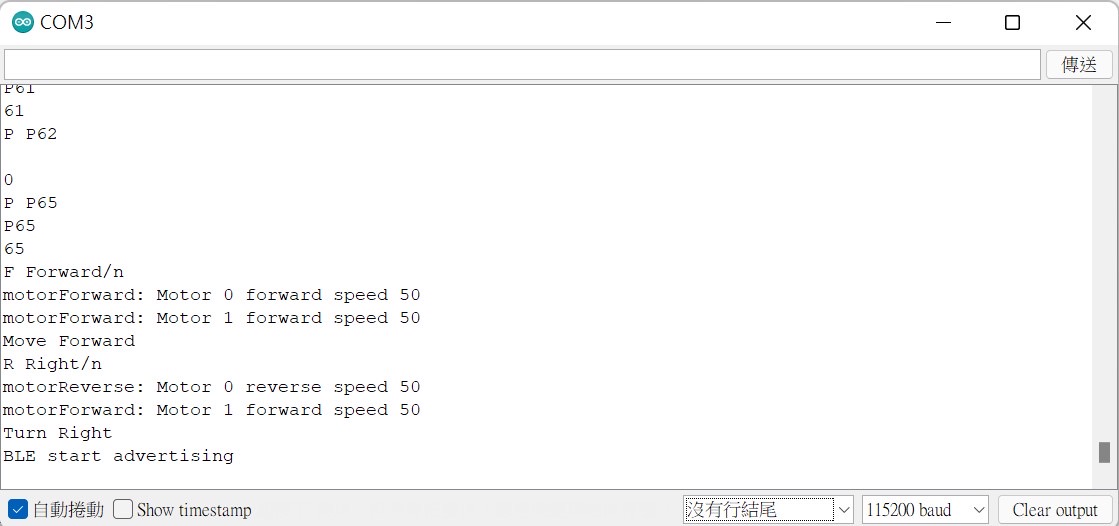 COM3
傳送
P61
61
P P62
0
P P65
P65
65
F Forward/n
motorForward: Motor 0 forward speed 50
motorForward: Motor 1 forward speed 50
Move Forward
R Right/n
motorReverse: Motor 0 reverse speed 50
motorForward: Motor 1 forward speed 50
Turn Right
BLE start advertising
自動捲動 Show timestamp 沒有行結尾 115200 baud Clear output